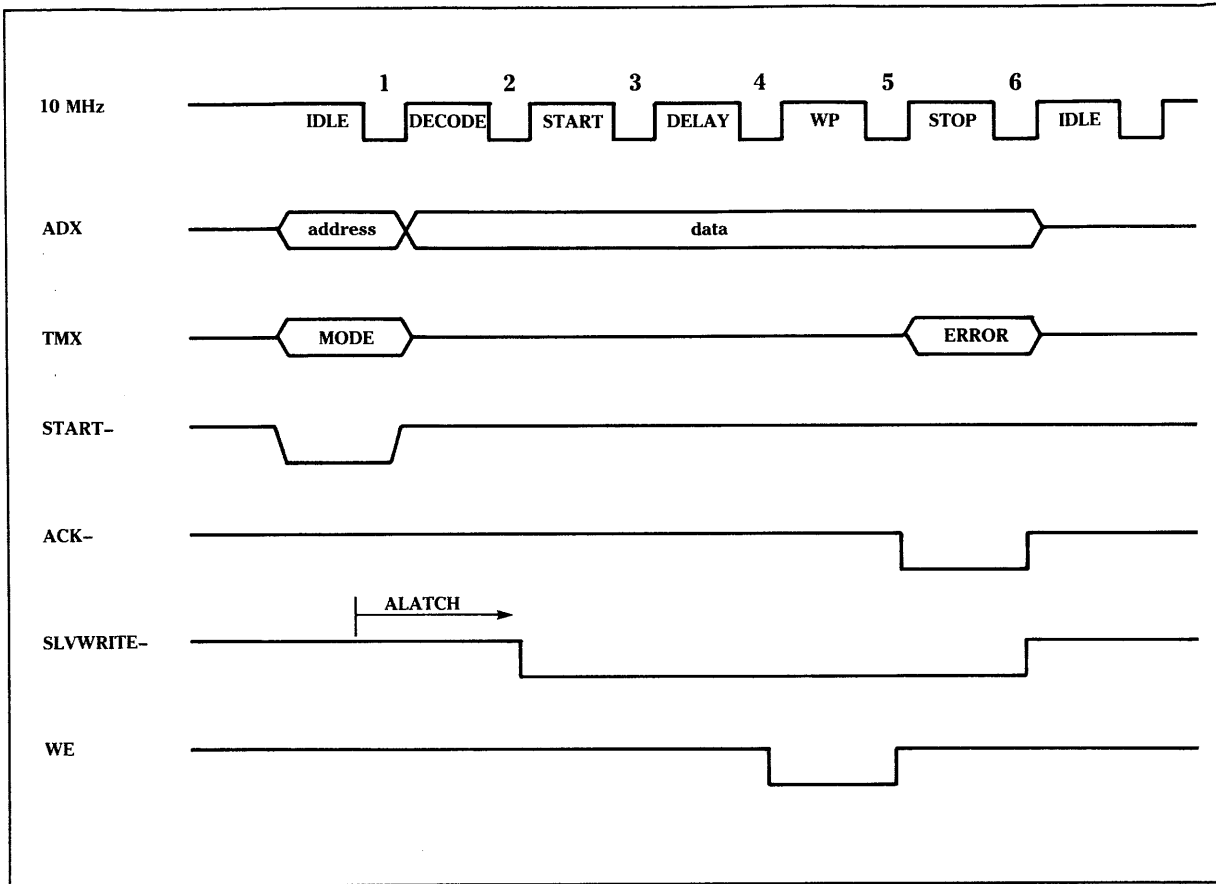 1 2 3 4 5 6
10 MHz
IDLE DECODE START DELAY WP STOP IDLE
ADX address data
TMX MODE ERROR
START–
ACK–
ALATCH
SLVWRITE–
WE